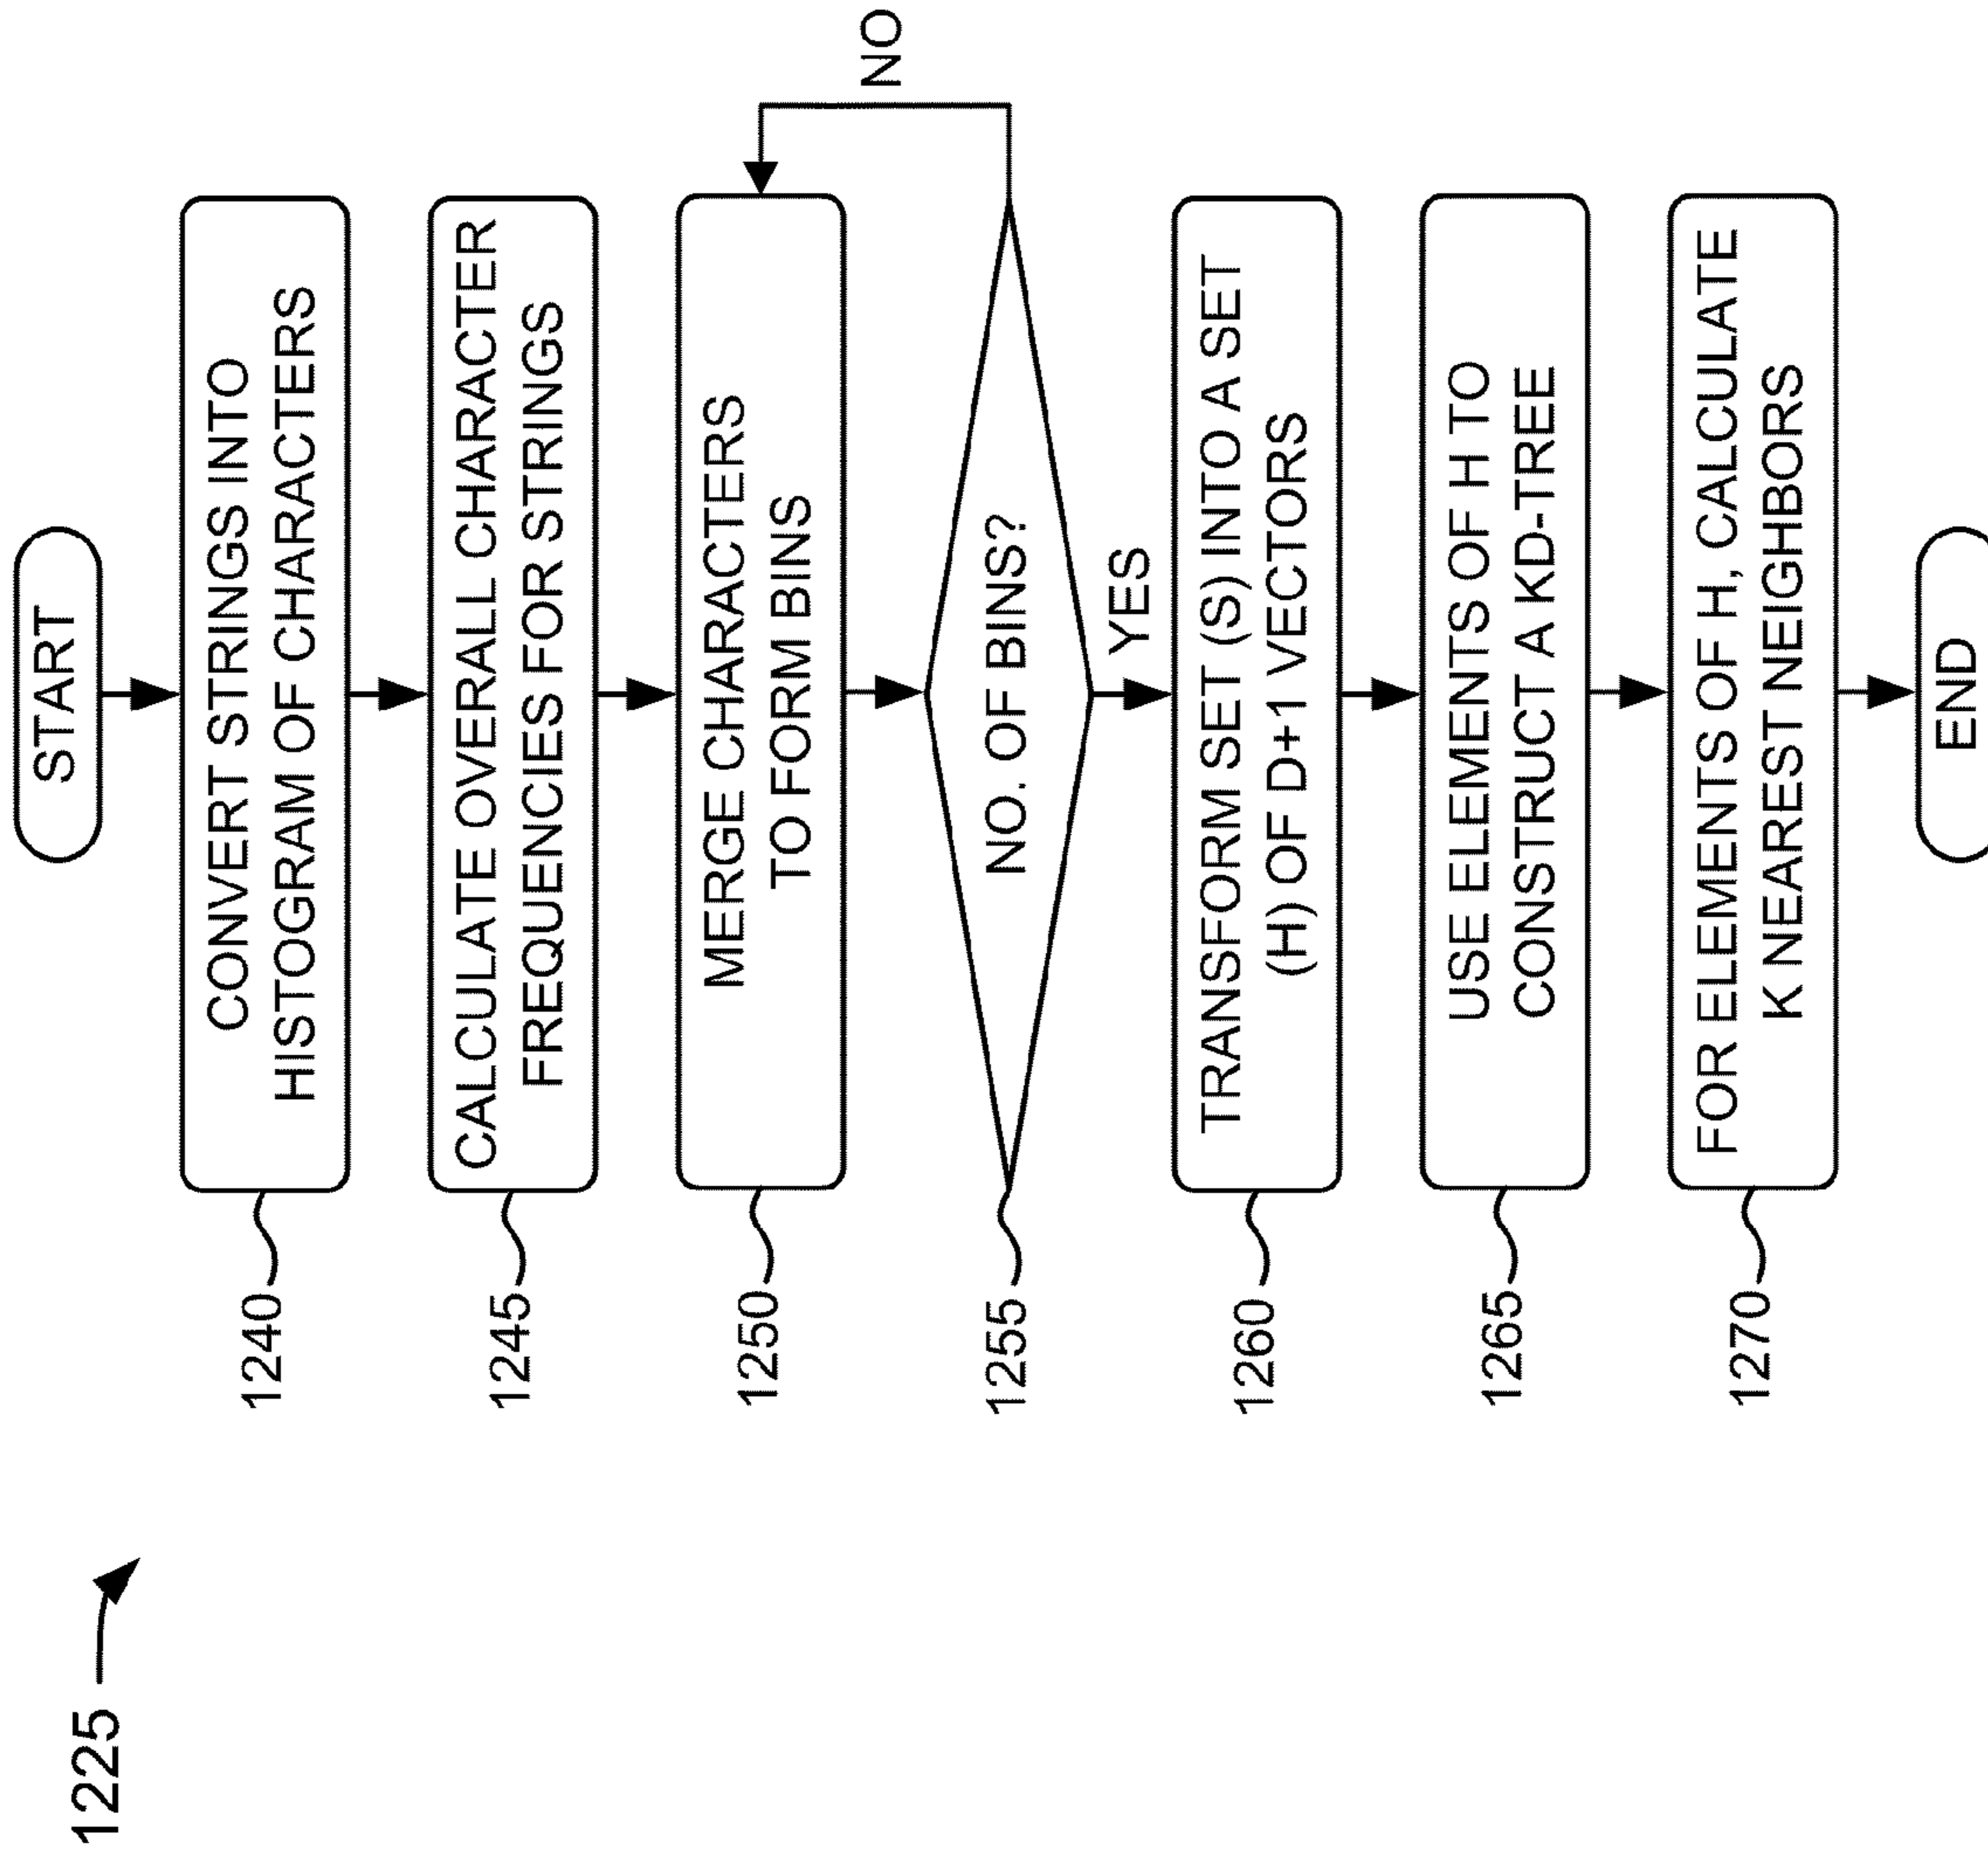 1225
START
1240
CONVERT STRINGS INTO
HISTOGRAM OF CHARACTERS
1245
CALCULATE OVERALL CHARACTER
FREQUENCIES FOR STRINGS
1250
MERGE CHARACTERS
TO FORM BINS
NO
1255
NO. OF BINS?
YES
1260
TRANSFORM SET (S) INTO A SET
(H) OF D+1 VECTORS
1265
USE ELEMENTS OF H TO
CONSTRUCT A KD-TREE
1270
FOR ELEMENTS OF H, CALCULATE
K NEAREST NEIGHBORS
END